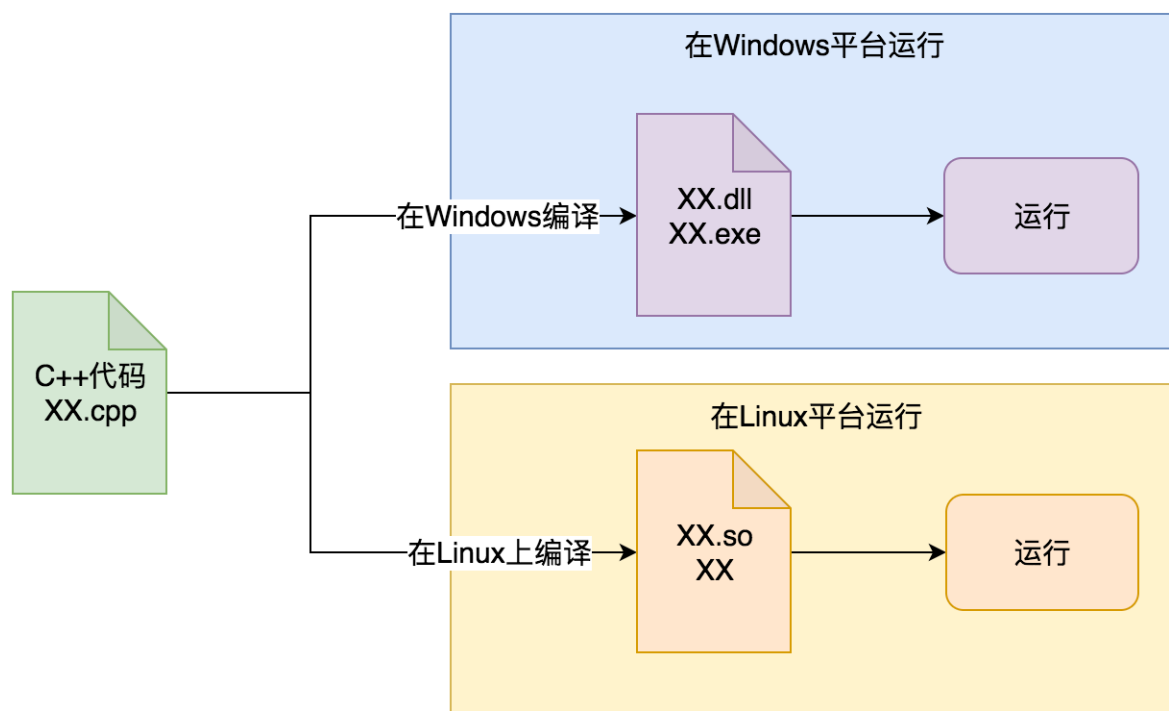 在Windows平台运行
在Windows编译
XX.dll
XX.exe
运行
C++代码
XX.cpp
在Linux平台运行
在Linux上编译
XX.so
XX
运行